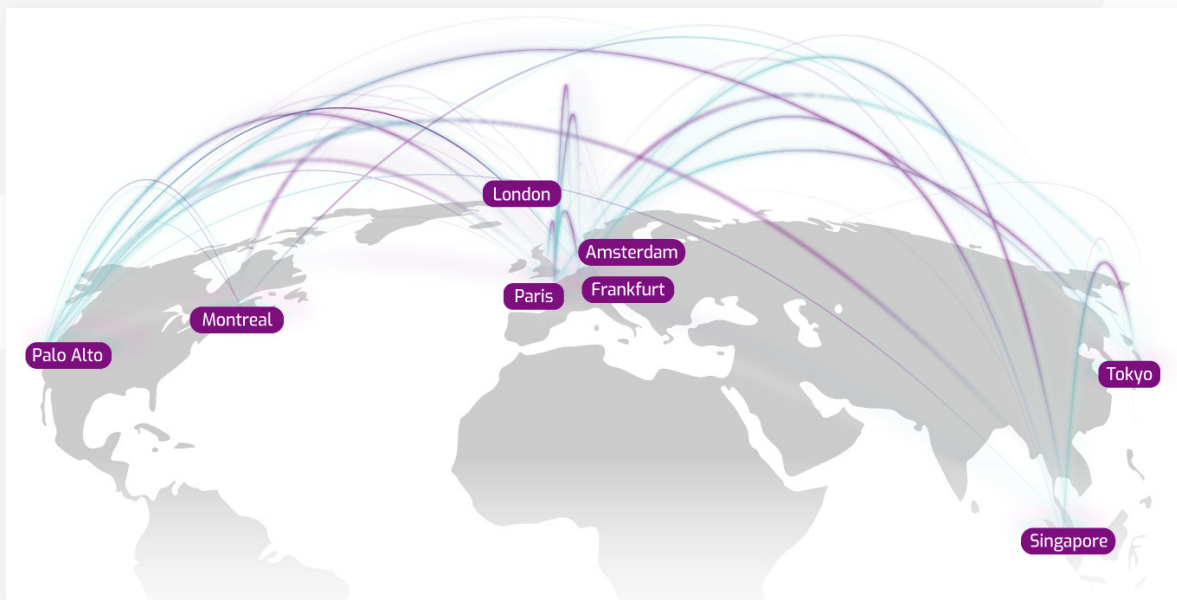 London
Amsterdam
Paris
Frankfurt
Montreal
Palo Alto
Tokyo
Singapore